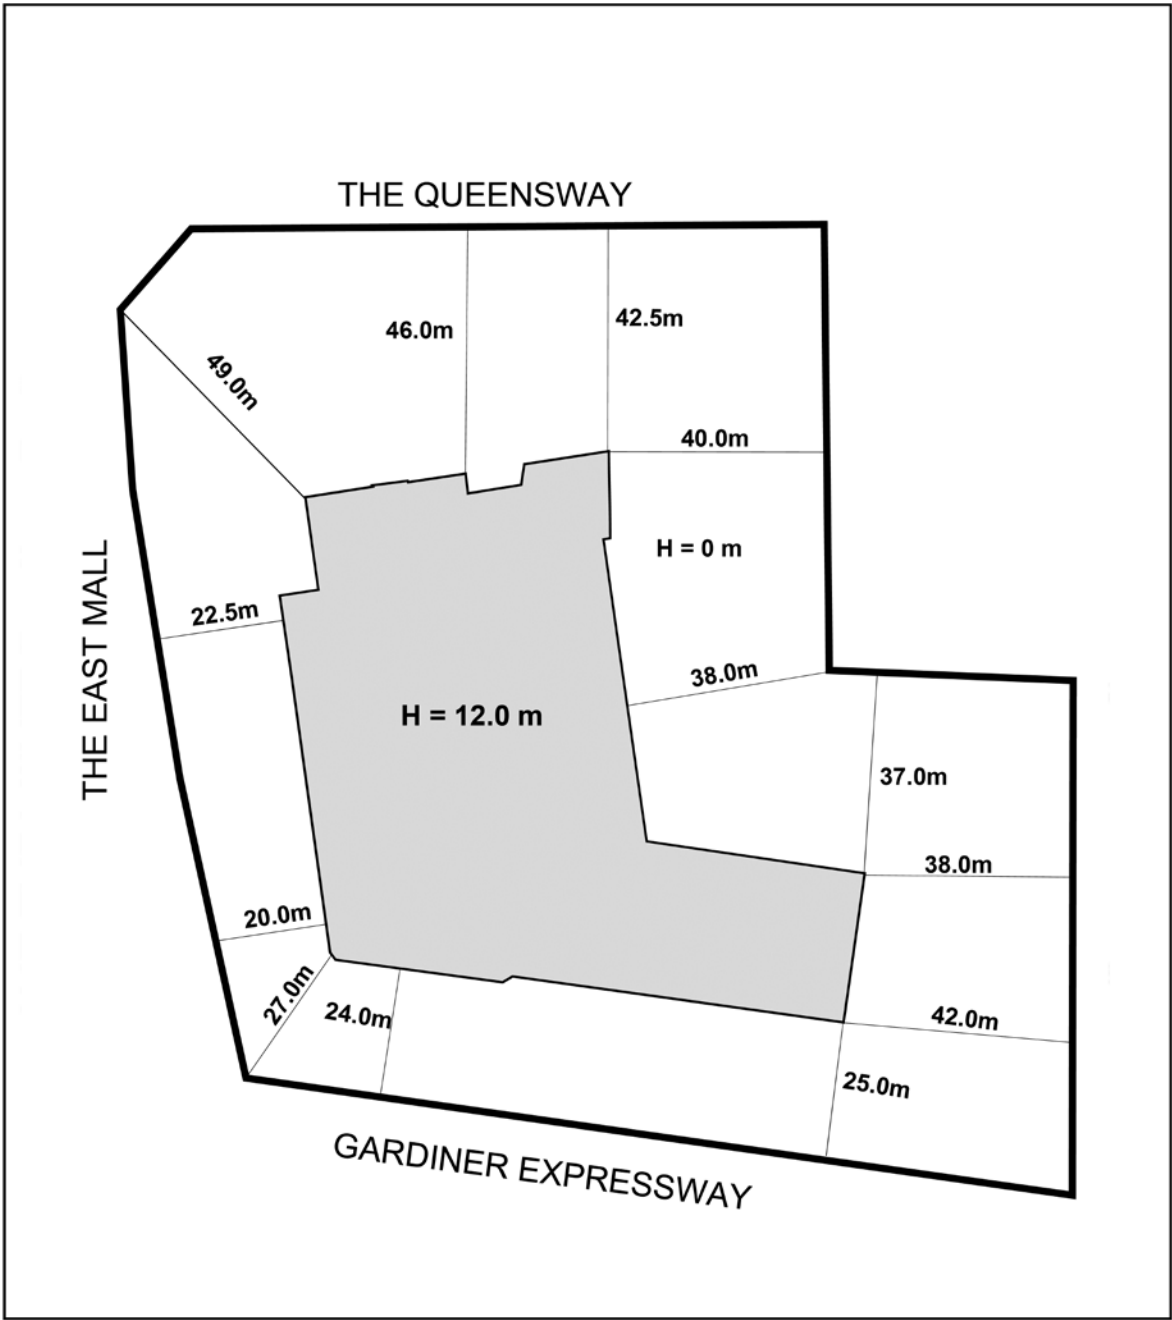 THE QUEENSWAY
46.0m
42.5m
49.0m
40.0m
H = 0 m
22.5m
THE EAST MALL
38.0m
H = 12.0 m
37.0m
38.0m
20.0m
27.0m
24.0m
42.0m
25.0m
GARDINER EXPRESSWAY